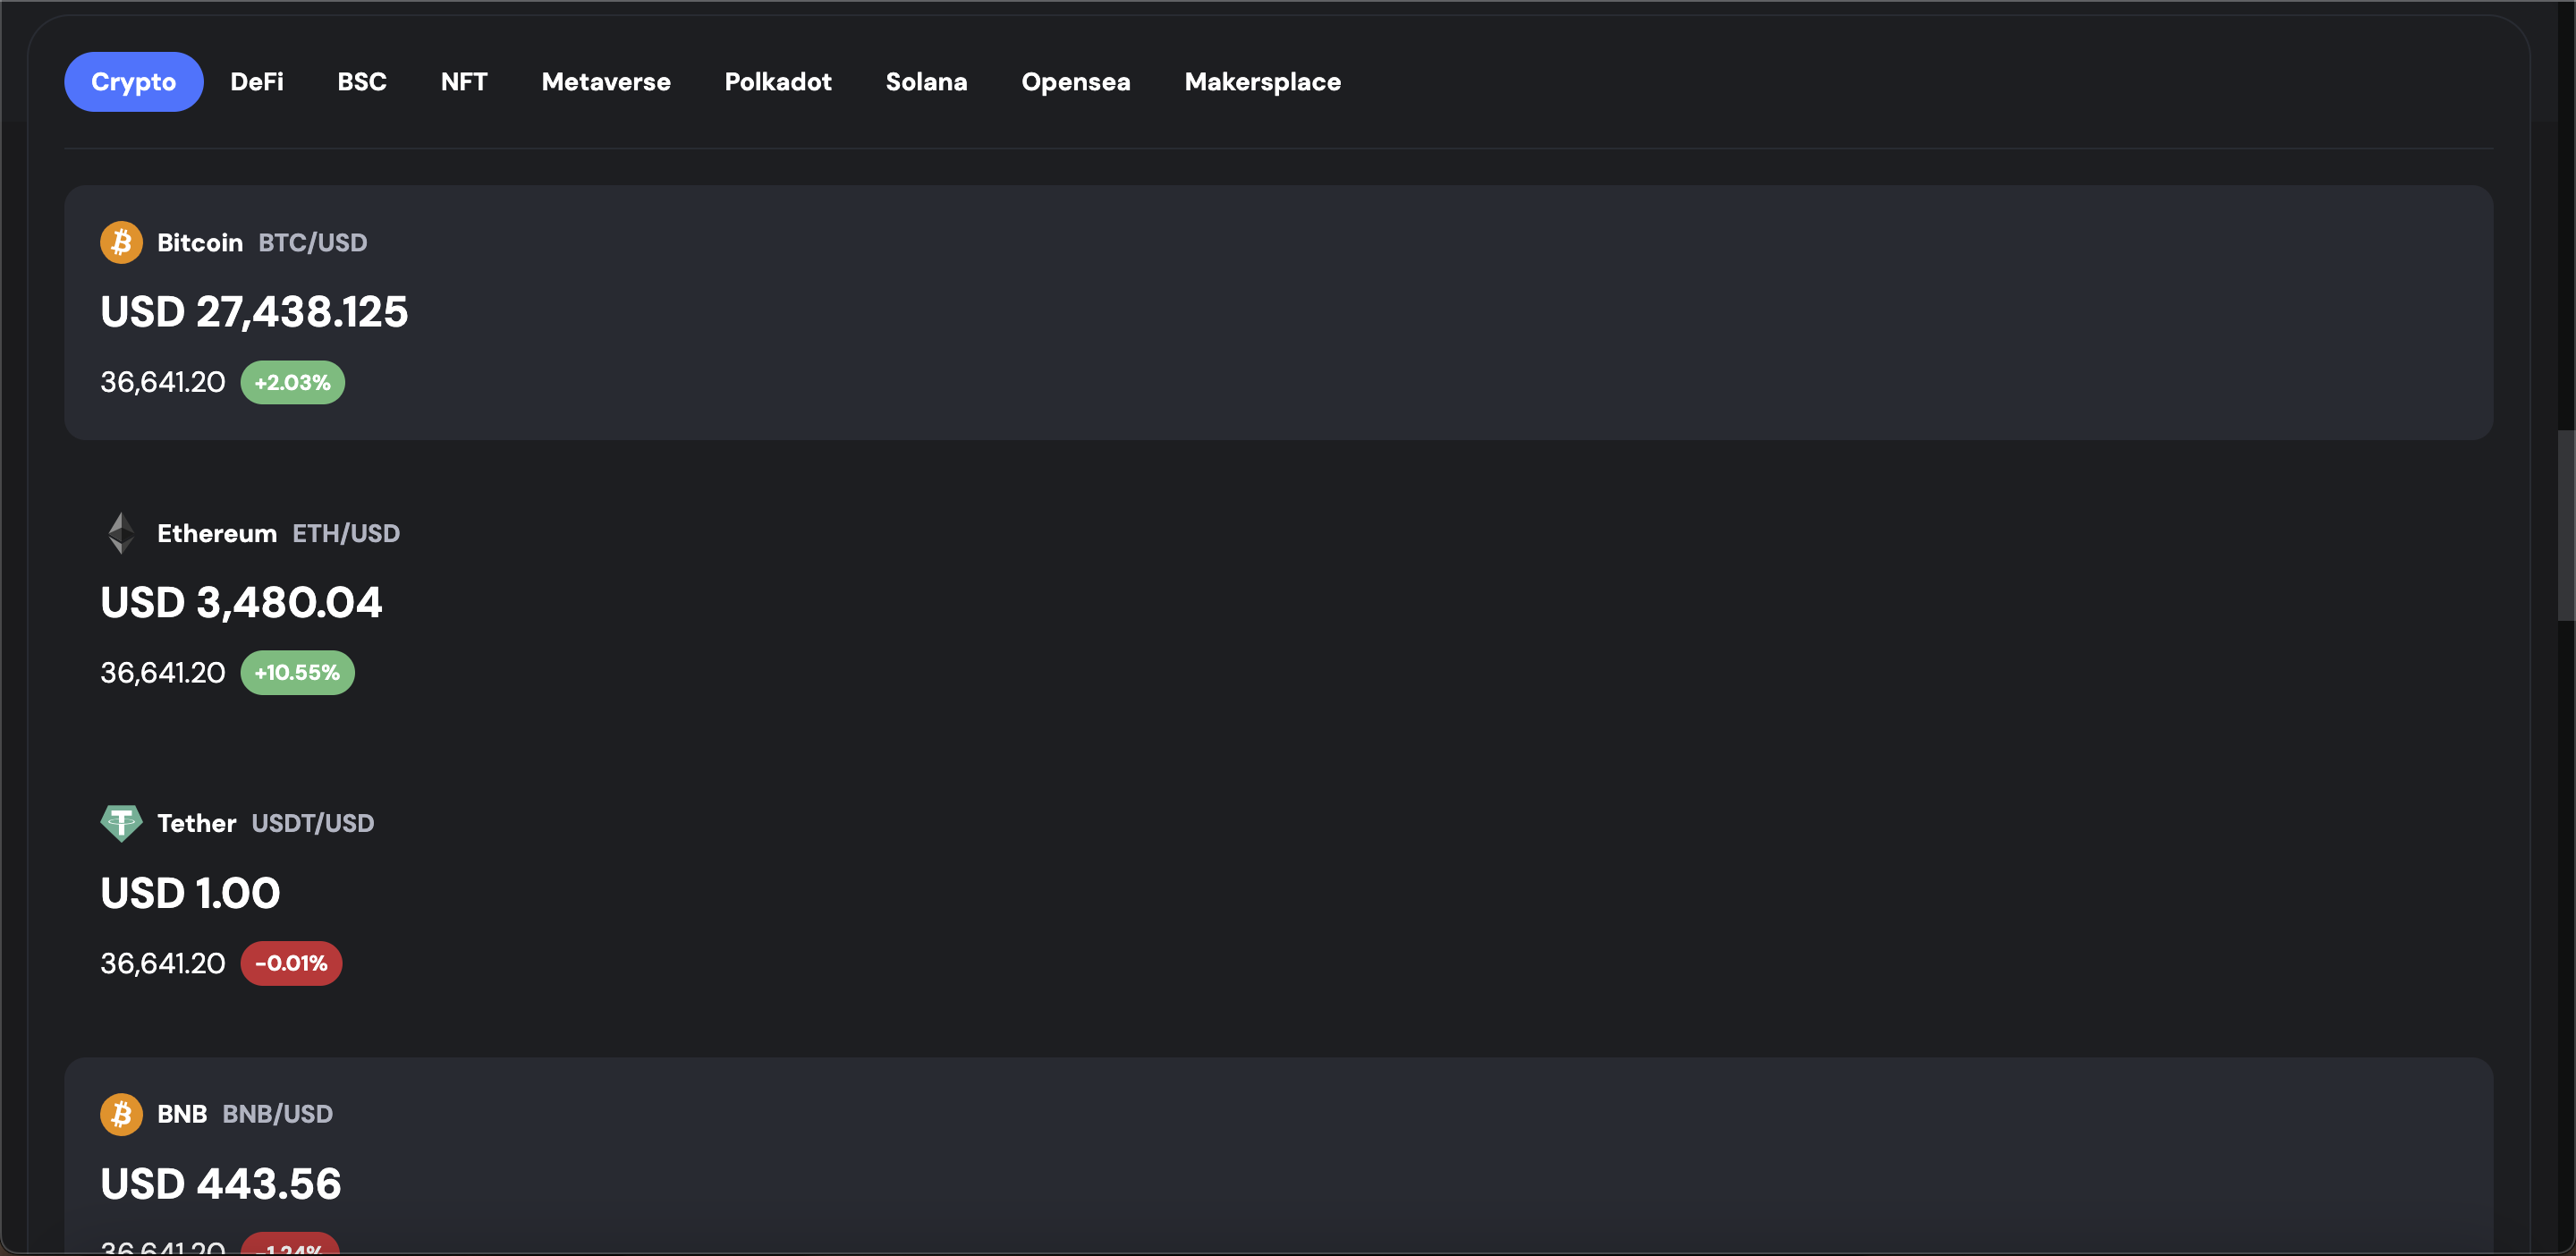 Crypto DeFi BSC NFT Metaverse Polkadot Solana Opensea Makersplace
Bitcoin BTC/USD
USD 27,438.125
36,641.20 +2.03%
Ethereum ETH/USD
USD 3,480.04
36,641.20 +10.55%
Tether USDT/USD
USD 1.00
36,641.20 -0.01%
BNB BNB/USD
USD 443.56
36,641.20 -1.24%